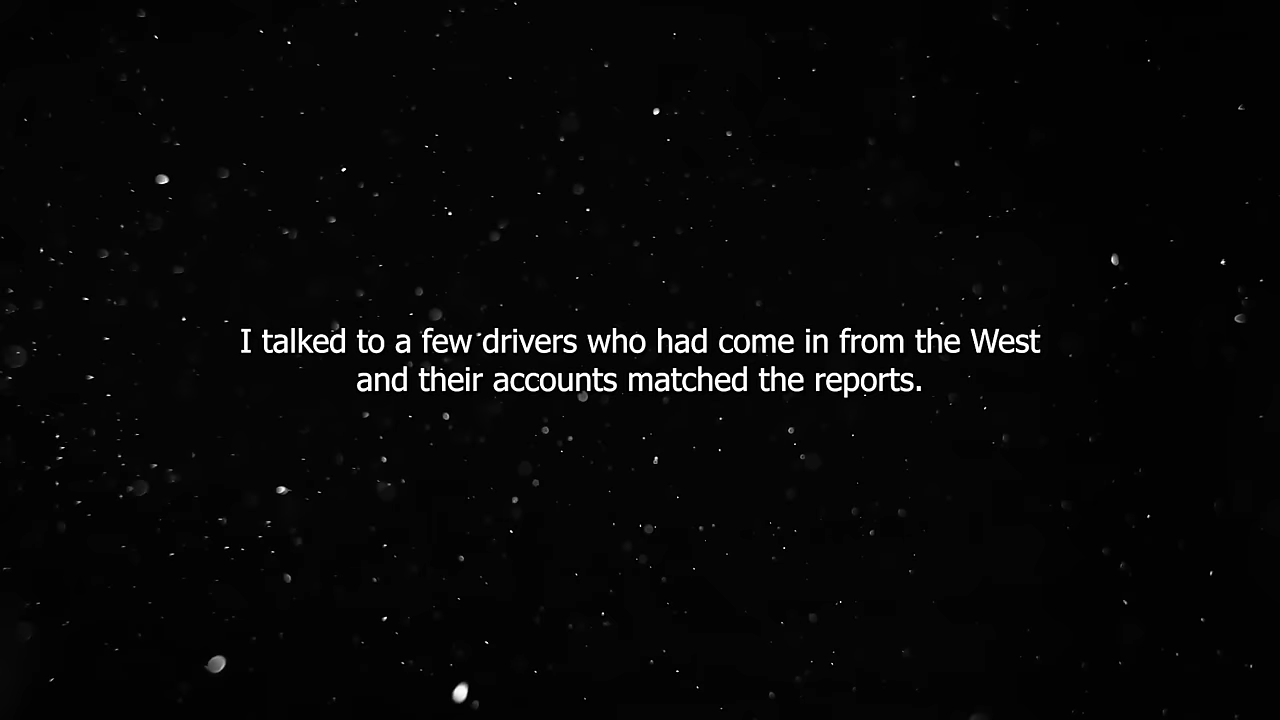 I talked to a few drivers who had come in from the West
and their accounts matched the reports.